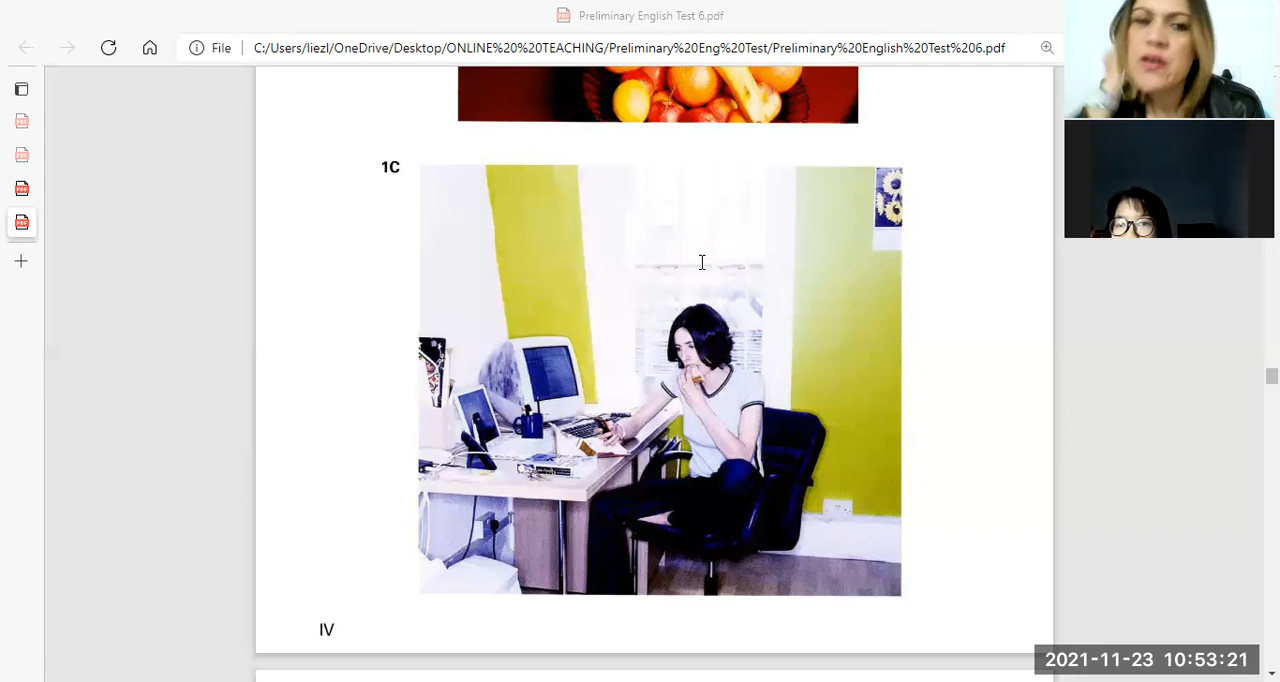 Preliminary English Test 6.pdf
File
C:/Users/liezl/OneDrive/Desktop/ONLINE%20%20TEACHING/Preliminary%20Eng%20Test/Preliminary%20English%20Test%206.pdf
1C
IV
2021-11-23 10:53:21